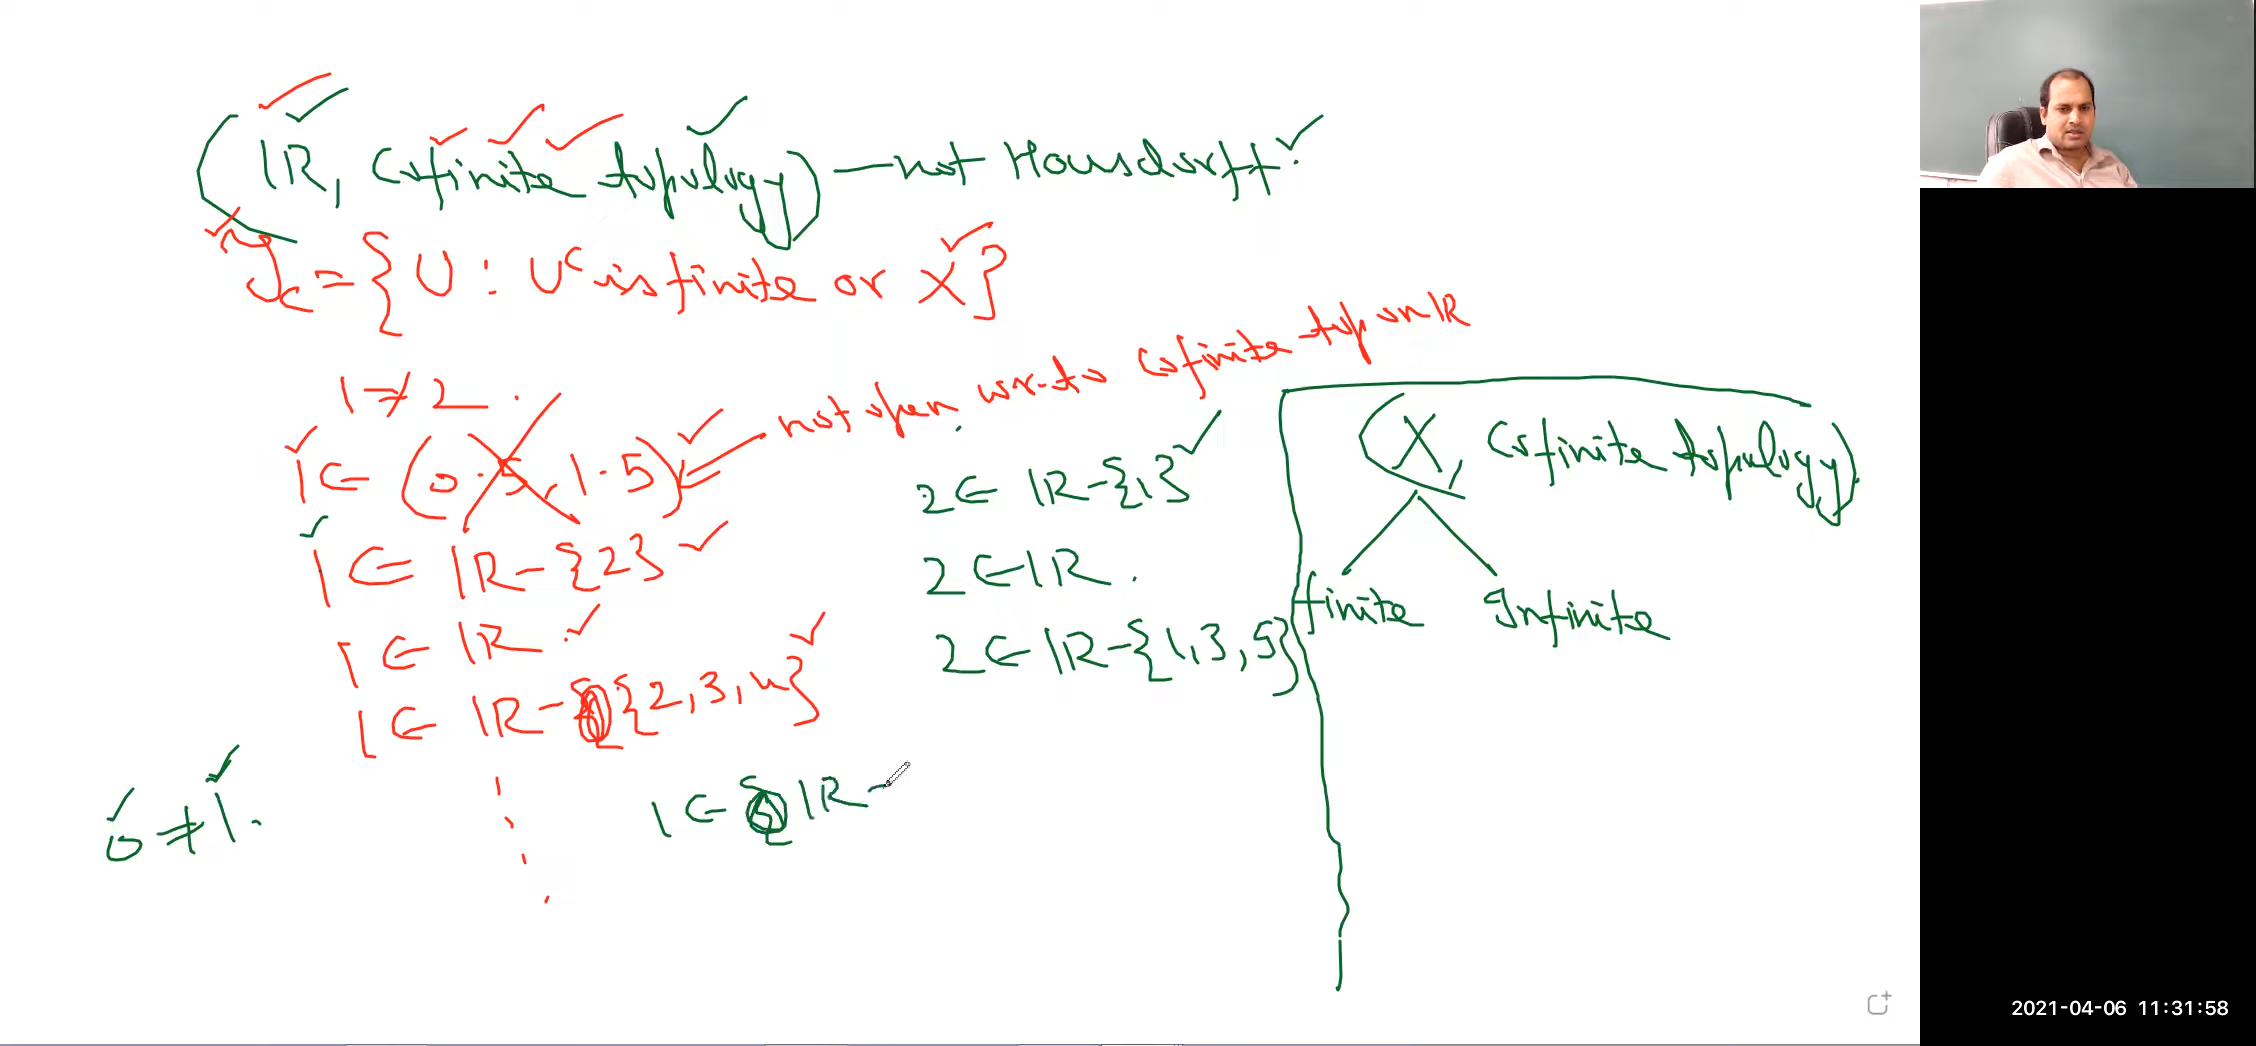 (ℝ, Cofinite topology) — not Housdorff.
𝒥c = {U : Uᶜ is finite or X}
1 ≠ 2.
1 ∈ (0.5, 1.5) not open w.r.to Cofinite top on ℝ
1 ∈ ℝ-{2}
1 ∈ ℝ.
1 ∈ ℝ-{2,3,4}
2 ∈ ℝ-{1}
2 ∈ ℝ.
2 ∈ ℝ-{1,3,5}
0 ≠ 1.
1 ∈ ℝ -
(X, Cofinite topology)
finite Infinite
2021-04-06 11:31:58